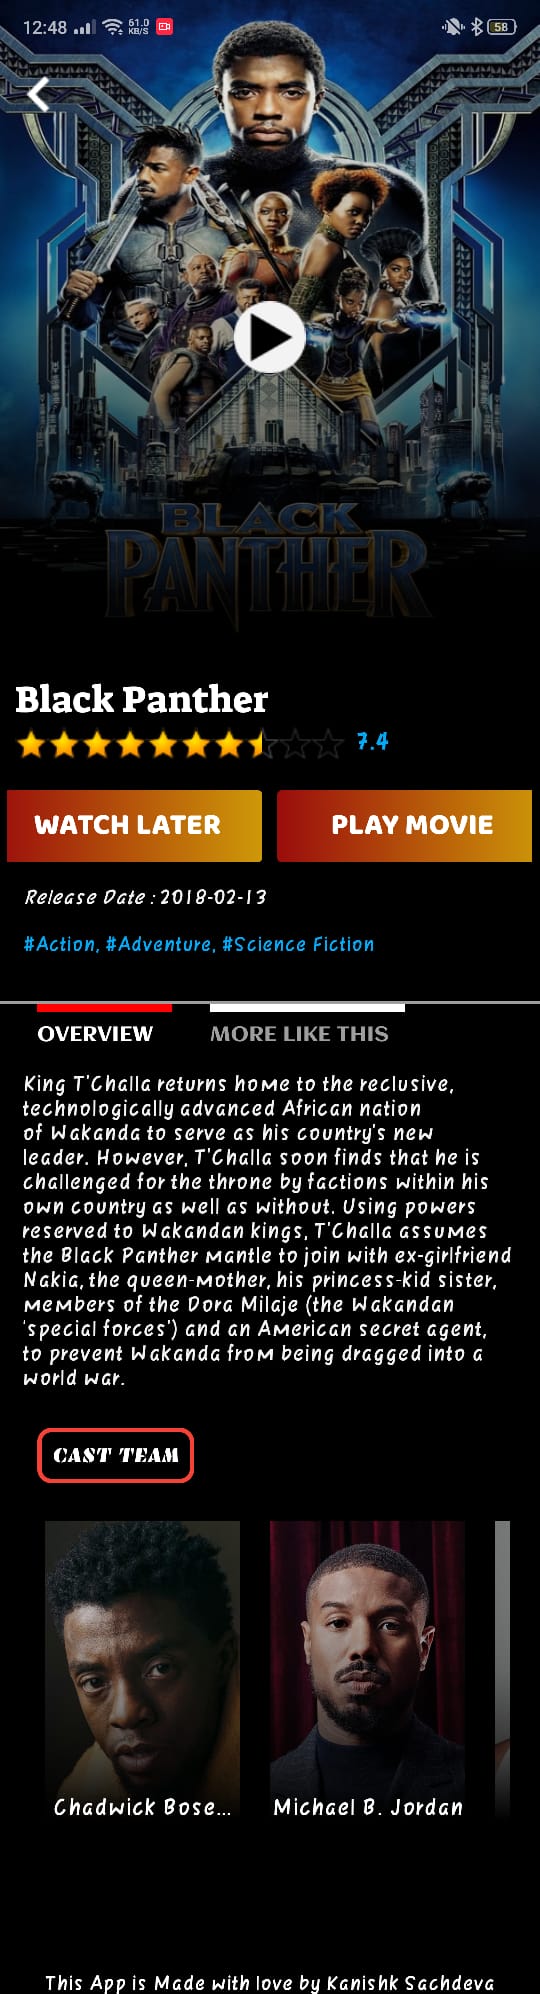 12:48
61.0
KB/S
58
BLACK
PANTHER
Black Panther
7.4
WATCH LATER
PLAY MOVIE
Release Date : 2018-02-13
#Action, #Adventure, #Science Fiction
OVERVIEW
MORE LIKE THIS
King T'Challa returns home to the reclusive,
technologically advanced African nation
of Wakanda to serve as his country's new
leader. However, T'Challa soon finds that he is
challenged for the throne by factions within his
own country as well as without. Using powers
reserved to Wakandan kings, T'Challa assumes
the Black Panther mantle to join with ex-girlfriend
Nakia, the queen-mother, his princess-kid sister,
members of the Dora Milaje (the Wakandan
'special forces') and an American secret agent,
to prevent Wakanda from being dragged into a
world war.
CAST TEAM
Chadwick Bose...
Michael B. Jordan
This App is Made with love by Kanishk Sachdeva